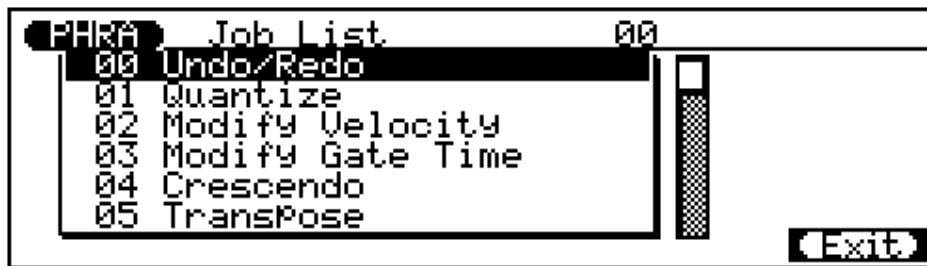 PHRA Job List 00
00 Undo/Redo
01 Quantize
02 Modify Velocity
03 Modify Gate Time
04 Crescendo
05 Transpose
Exit